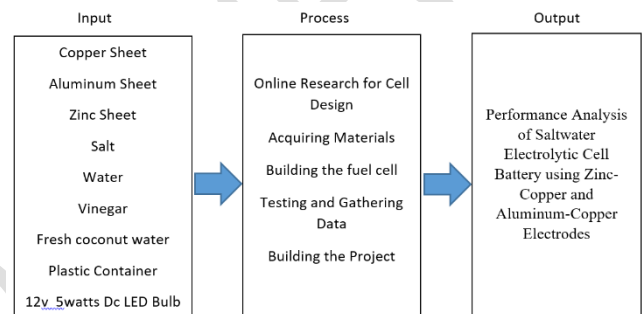 Input
Process
Output
Copper Sheet
Aluminum Sheet
Zinc Sheet
Salt
Water
Vinegar
Fresh coconut water
Plastic Container
12v_5watts Dc LED Bulb
Online Research for Cell
Design
Acquiring Materials
Building the fuel cell
Testing and Gathering
Data
Building the Project
Performance Analysis
of Saltwater
Electrolytic Cell
Battery using Zinc-
Copper and
Aluminum-Copper
Electrodes